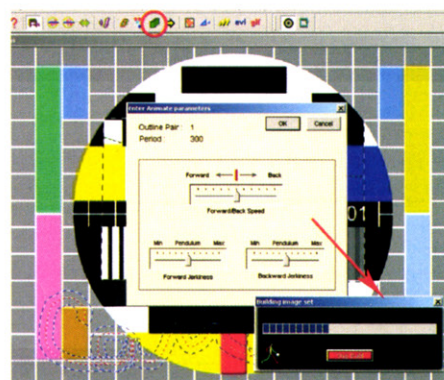 Enter Animate parameters
Outline Pair : 1
Period : 300
OK
Cancel
Forward
Back
Forward/Back Speed
Min Pendulum Max
Min Pendulum Max
Forward Jerkiness
Backward Jerkiness
01
Building image set